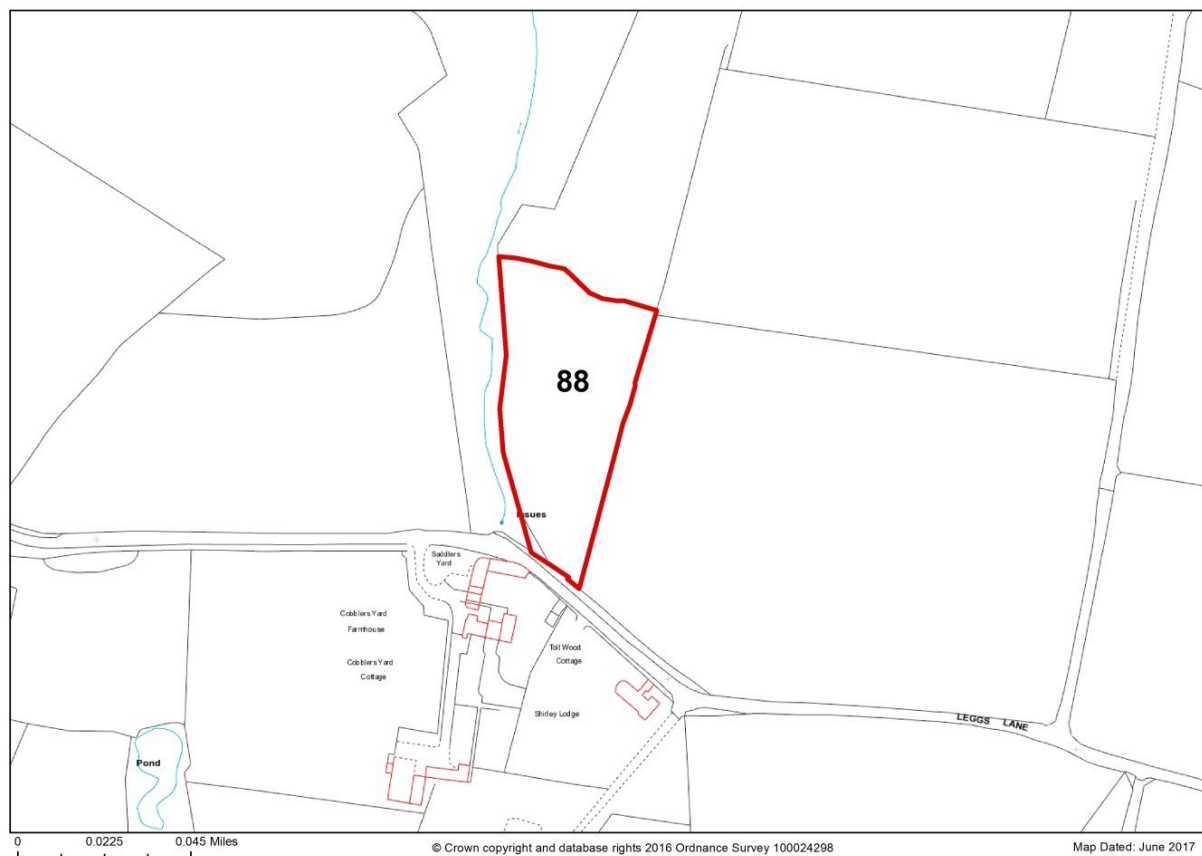 88
Issues
Saddlers
Yard
Cobblers Yard
Farmhouse
Toll Wood
Cottage
Cobblers Yard
Cottage
Shirley Lodge
LEGGS LANE
Pond
0 0.0225 0.045 Miles
© Crown copyright and database rights 2016 Ordnance Survey 100024298
Map Dated: June 2017